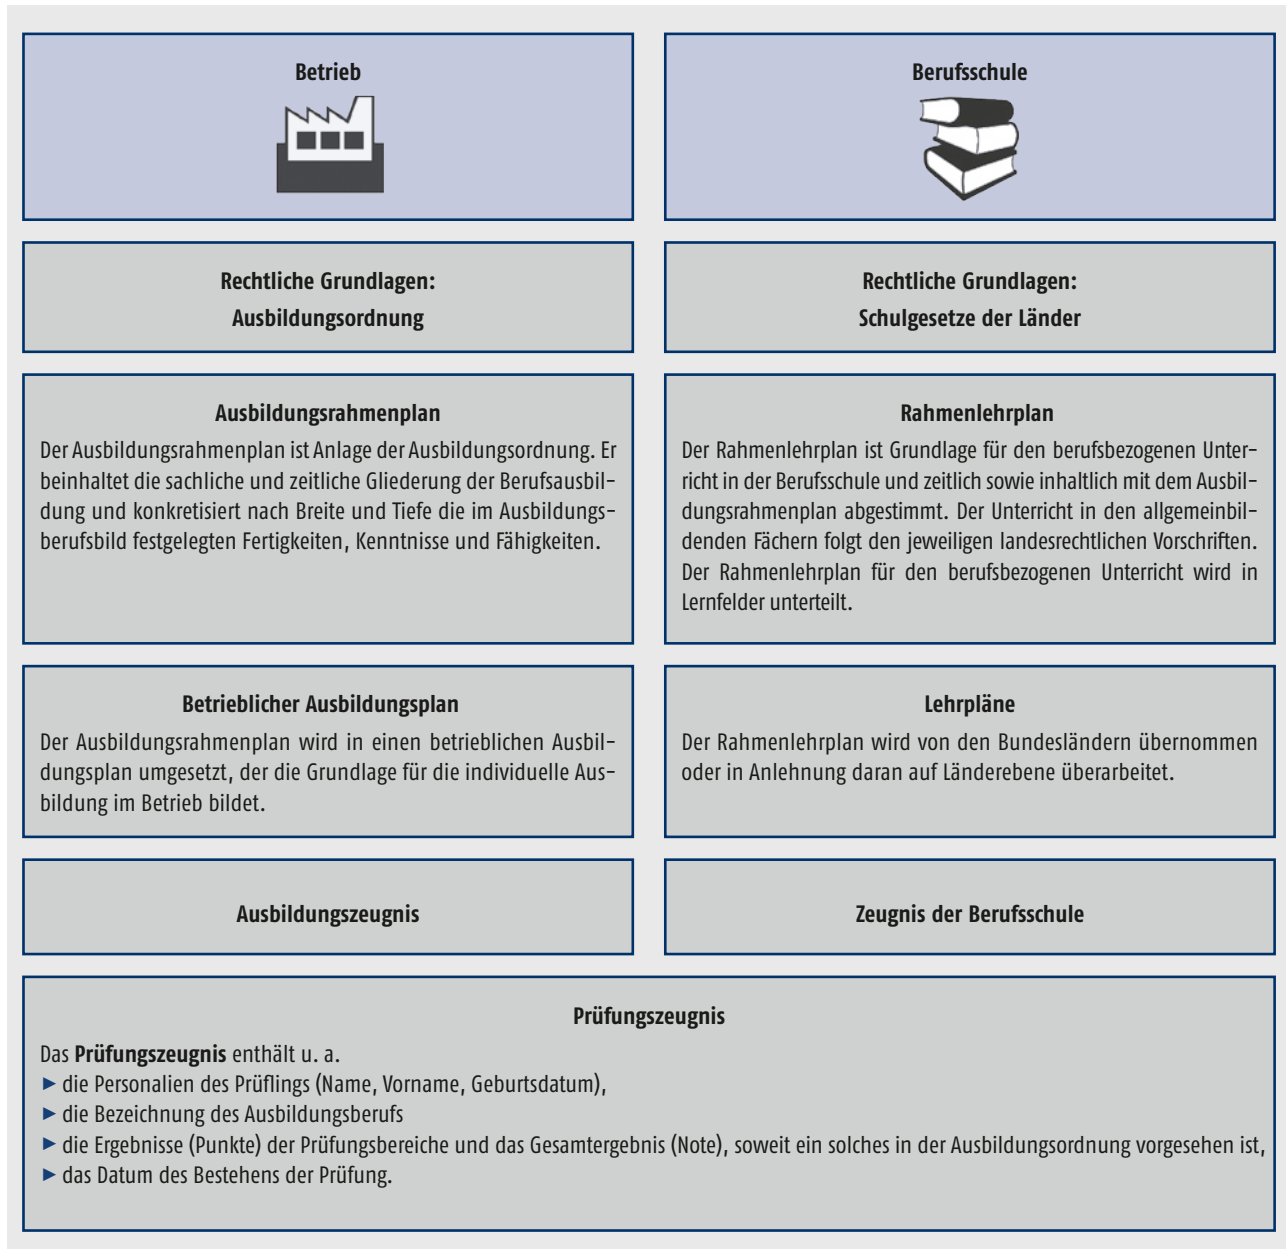 Betrieb
Berufsschule
Rechtliche Grundlagen:
Ausbildungsordnung
Rechtliche Grundlagen:
Schulgesetze der Länder
Ausbildungsrahmenplan
Der Ausbildungsrahmenplan ist Anlage der Ausbildungsordnung. Er
beinhaltet die sachliche und zeitliche Gliederung der Berufsausbil-
dung und konkretisiert nach Breite und Tiefe die im Ausbildungs-
berufsbild festgelegten Fertigkeiten, Kenntnisse und Fähigkeiten.
Rahmenlehrplan
Der Rahmenlehrplan ist Grundlage für den berufsbezogenen Unter-
richt in der Berufsschule und zeitlich sowie inhaltlich mit dem Ausbil-
dungsrahmenplan abgestimmt. Der Unterricht in den allgemeinbil-
denden Fächern folgt den jeweiligen landesrechtlichen Vorschriften.
Der Rahmenlehrplan für den berufsbezogenen Unterricht wird in
Lernfelder unterteilt.
Betrieblicher Ausbildungsplan
Der Ausbildungsrahmenplan wird in einen betrieblichen Ausbil-
dungsplan umgesetzt, der die Grundlage für die individuelle Aus-
bildung im Betrieb bildet.
Lehrpläne
Der Rahmenlehrplan wird von den Bundesländern übernommen
oder in Anlehnung daran auf Länderebene überarbeitet.
Ausbildungszeugnis
Zeugnis der Berufsschule
Prüfungszeugnis
Das Prüfungszeugnis enthält u. a.
► die Personalien des Prüflings (Name, Vorname, Geburtsdatum),
► die Bezeichnung des Ausbildungsberufs
► die Ergebnisse (Punkte) der Prüfungsbereiche und das Gesamtergebnis (Note), soweit ein solches in der Ausbildungsordnung vorgesehen ist,
► das Datum des Bestehens der Prüfung.